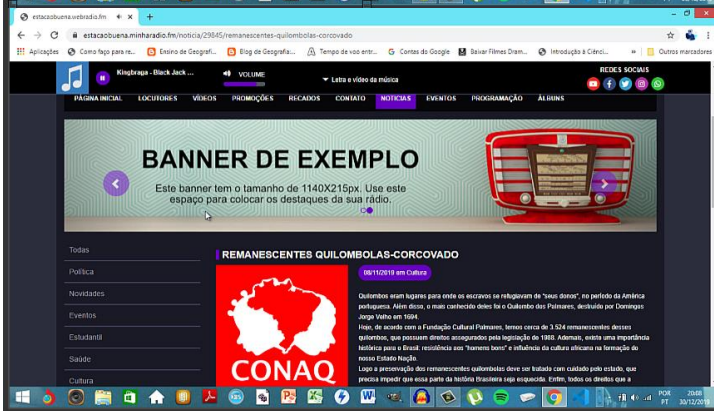 estacaobuena.webradio.fm
estacaobuena.minharadio.fm/noticia/29845/remanescentes-quilombolas-corcovado
Aplicações
Como faço para re...
Ensino de Geografi...
Blog de Geografia:...
Tempo de voo entr...
Contas do Google
Baixar Filmes Dram...
Introdução à Ciênci...
Outros marcadores
Kingbraga - Black Jack ...
VOLUME
Letra e vídeo da música
REDES SOCIAIS
PÁGINA INICIAL LOCUTORES VÍDEOS PROMOÇÕES RECADOS CONTATO NOTÍCIAS EVENTOS PROGRAMAÇÃO ÁLBUNS
BANNER DE EXEMPLO
Este banner tem o tamanho de 1140X215px. Use este
espaço para colocar os destaques da sua rádio.
Todas
Política
Novidades
Eventos
Estudantil
Saúde
Cultura
REMANESCENTES QUILOMBOLAS-CORCOVADO
CONAQ
08/11/2019 em Cultura
Quilombos eram lugares para onde os escravos se refugiavam de "seus donos", no período da América
portuguesa. Além disso, o mais conhecido deles foi o Quilombo dos Palmares, destruído por Domingos
Jorge Velho em 1694.
Hoje, de acordo com a Fundação Cultural Palmares, temos cerca de 3.524 remanescentes desses
quilombos, que possuem direitos assegurados pela legislação de 1988. Ademais, existe uma importância
histórica para o Brasil: resistência aos "homens bons" e influência da cultura africana na formação do
nosso Estado Nação.
Logo a preservação dos remanescentes quilombolas deve ser tratado com cuidado pelo estado, que
precisa impedir que essa parte da história Brasileira seja esquecida. Enfim, todos os direitos que a
POR
PT
20:08
30/12/2019